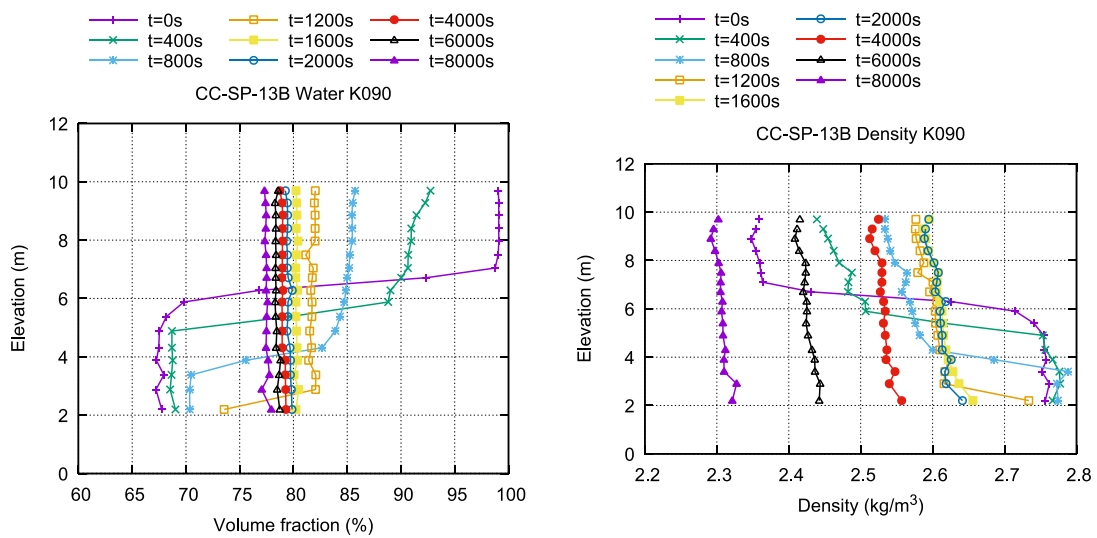 t=0s
t=400s
t=800s
t=1200s
t=1600s
t=2000s
t=4000s
t=6000s
t=8000s
CC-SP-13B Water K090
12
10
8
6
4
2
0
Elevation (m)
60 65 70 75 80 85 90 95 100
Volume fraction (%)
t=0s
t=400s
t=800s
t=1200s
t=1600s
t=2000s
t=4000s
t=6000s
t=8000s
CC-SP-13B Density K090
12
10
8
6
4
2
0
Elevation (m)
2.2 2.3 2.4 2.5 2.6 2.7 2.8
Density (kg/m³)